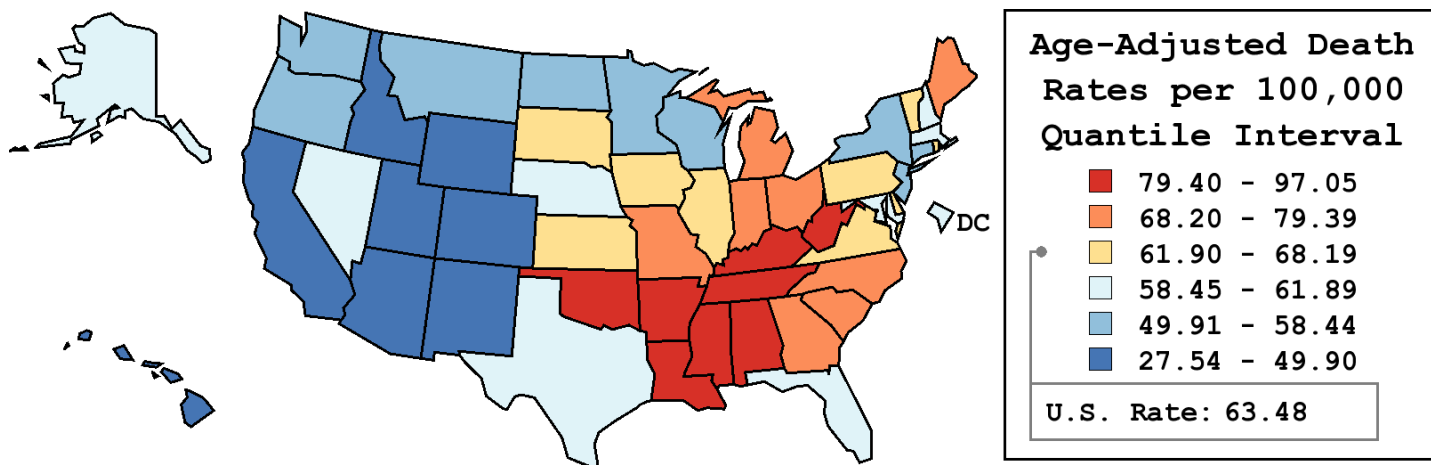 Age-Adjusted Death
Rates per 100,000
Quantile Interval
79.40 - 97.05
68.20 - 79.39
61.90 - 68.19
58.45 - 61.89
49.91 - 58.44
27.54 - 49.90
U.S. Rate: 63.48
DC